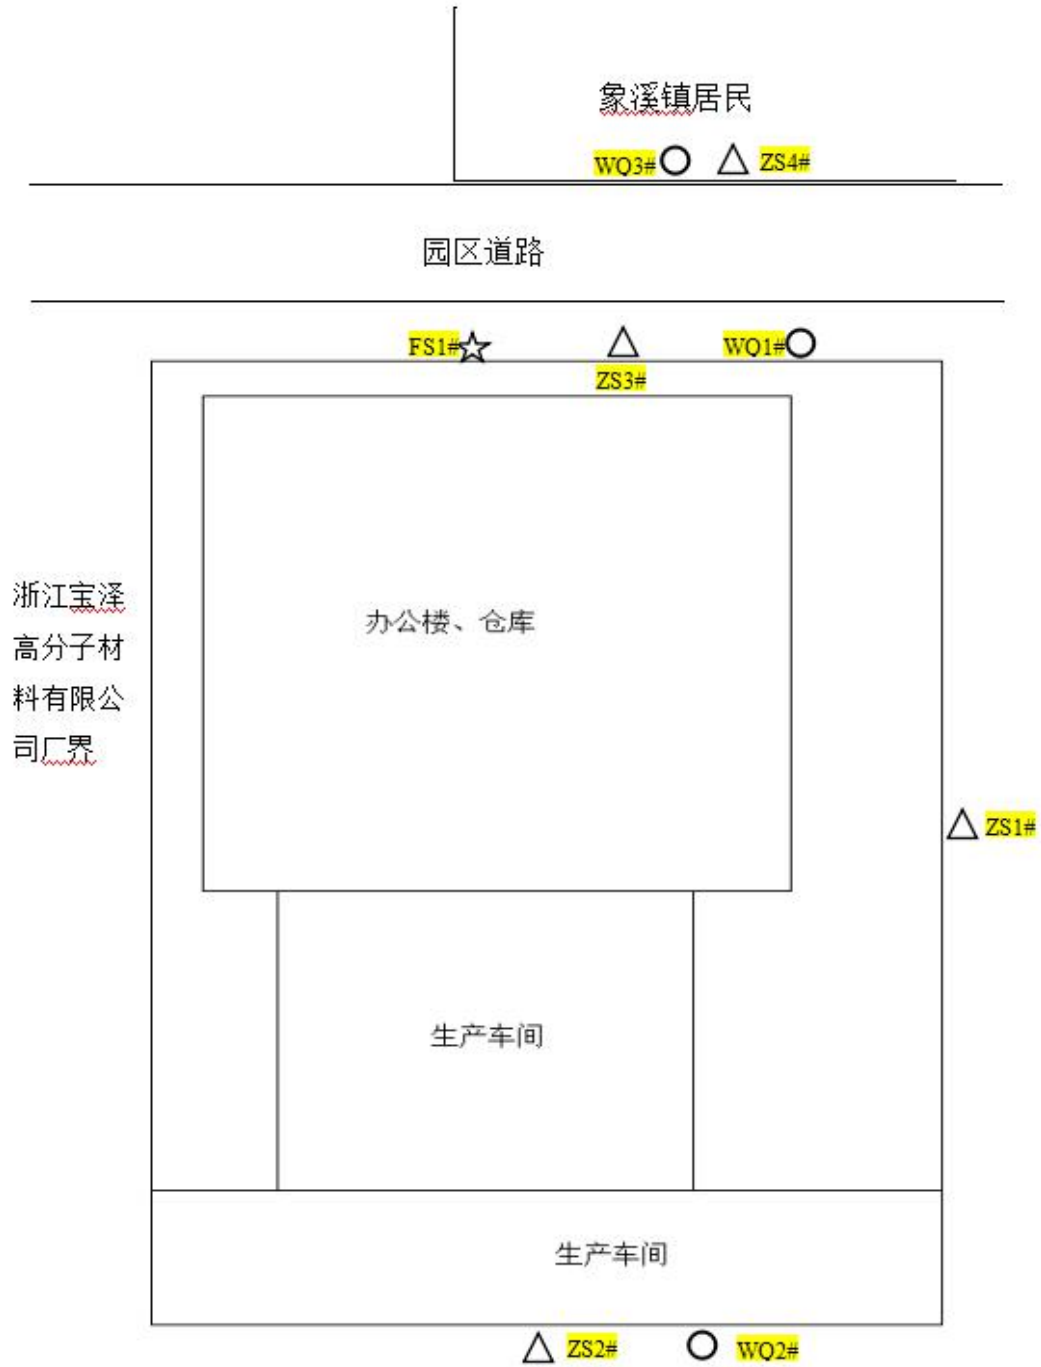 象溪镇居民
WQ3# ZS4#
园区道路
FS1# WQ1#
ZS3#
浙江宝泽
高分子材
料有限公
司厂界
办公楼、仓库
ZS1#
生产车间
生产车间
ZS2# WQ2#